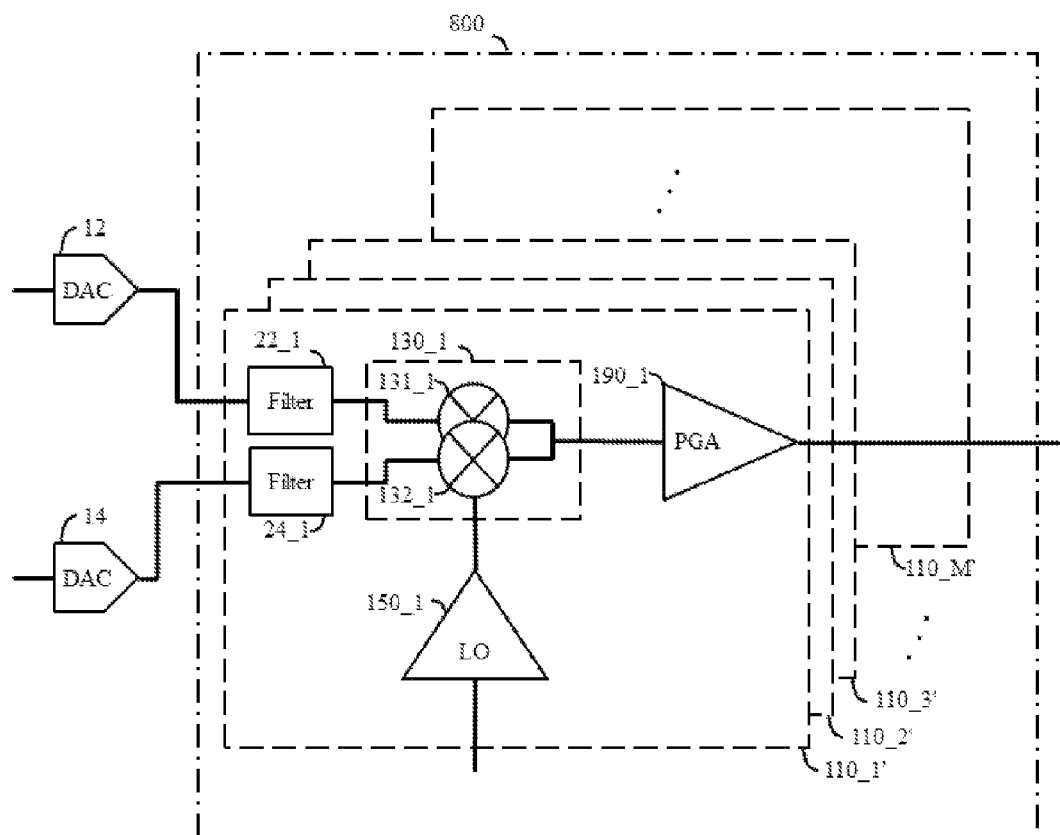 800
12
DAC
22_1
Filter
130_1
131_1
132_1
190_1
PGA
Filter
24_1
14
DAC
150_1
LO
110_M'
110_3'
110_2'
110_1'